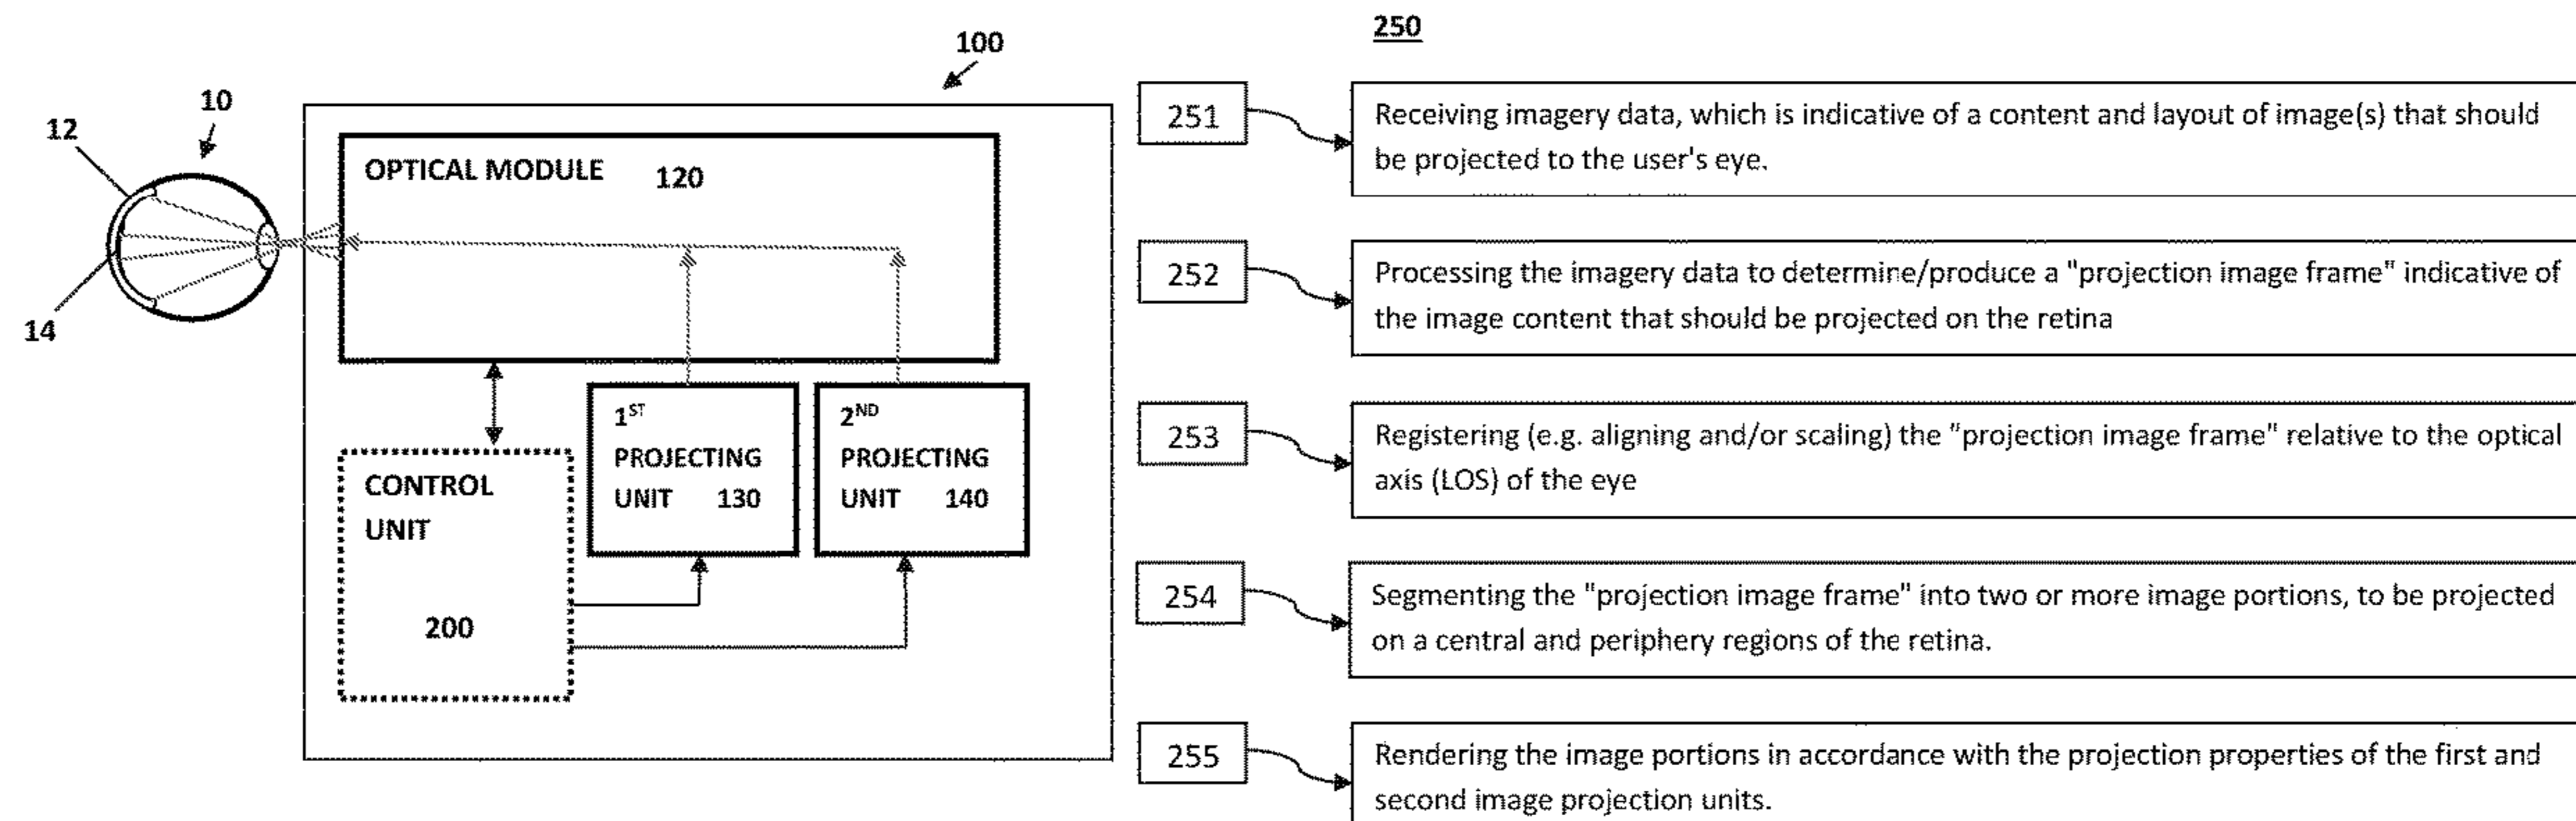 100
10
12
14
OPTICAL MODULE 120
1ST
PROJECTING
UNIT 130
2ND
PROJECTING
UNIT 140
CONTROL
UNIT
200
250
251
Receiving imagery data, which is indicative of a content and layout of image(s) that should
be projected to the user's eye.
252
Processing the imagery data to determine/produce a "projection image frame" indicative of
the image content that should be projected on the retina
253
Registering (e.g. aligning and/or scaling) the "projection image frame" relative to the optical
axis (LOS) of the eye
254
Segmenting the "projection image frame" into two or more image portions, to be projected
on a central and periphery regions of the retina.
255
Rendering the image portions in accordance with the projection properties of the first and
second image projection units.